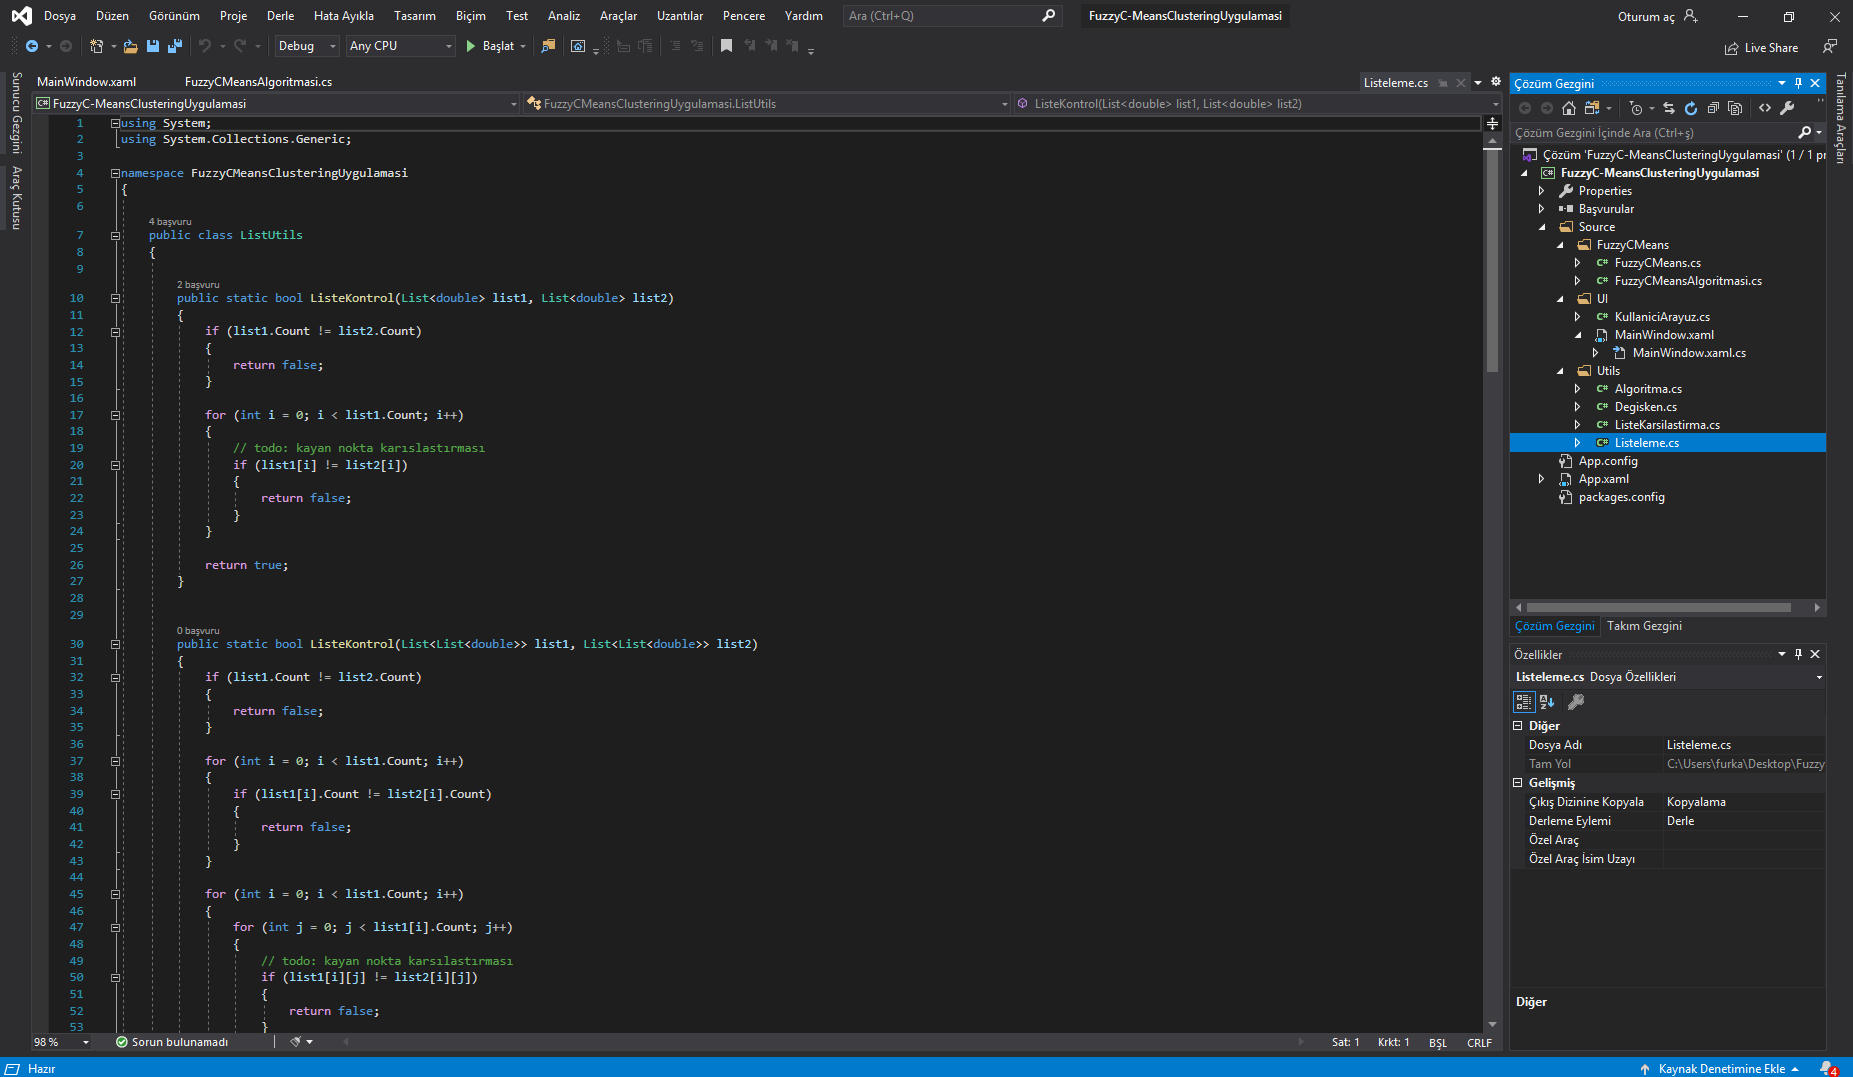 Dosya Düzen Görünüm Proje Derle Hata Ayıkla Tasarım Biçim Test Analiz Araçlar Uzantılar Pencere Yardım Ara (Ctrl+Q) FuzzyC-MeansClusteringUygulamasi Oturum aç
Debug Any CPU Başlat Live Share
Sunucu Gezgini
Araç Kutusu
MainWindow.xaml FuzzyCMeansAlgoritmasi.cs Listeleme.cs
FuzzyC-MeansClusteringUygulamasi FuzzyCMeansClusteringUygulamasi.ListUtils ListeKontrol(List<double> list1, List<double> list2)
1 using System;
2 using System.Collections.Generic;
3
4 namespace FuzzyCMeansClusteringUygulamasi
5 {
6
4 başvuru
7 public class ListUtils
8 {
9
2 başvuru
10 public static bool ListeKontrol(List<double> list1, List<double> list2)
11 {
12 if (list1.Count != list2.Count)
13 {
14 return false;
15 }
16
17 for (int i = 0; i < list1.Count; i++)
18 {
19 // todo: kayan nokta karıslastırması
20 if (list1[i] != list2[i])
21 {
22 return false;
23 }
24 }
25
26 return true;
27 }
28
29
0 başvuru
30 public static bool ListeKontrol(List<List<double>> list1, List<List<double>> list2)
31 {
32 if (list1.Count != list2.Count)
33 {
34 return false;
35 }
36
37 for (int i = 0; i < list1.Count; i++)
38 {
39 if (list1[i].Count != list2[i].Count)
40 {
41 return false;
42 }
43 }
44
45 for (int i = 0; i < list1.Count; i++)
46 {
47 for (int j = 0; j < list1[i].Count; j++)
48 {
49 // todo: kayan nokta karsılastırması
50 if (list1[i][j] != list2[i][j])
51 {
52 return false;
53 }
98 % Sorun bulunamadı Sat: 1 Krkt: 1 BŞL CRLF
Çözüm Gezgini
Çözüm Gezgini İçinde Ara (Ctrl+ş)
Çözüm 'FuzzyC-MeansClusteringUygulamasi' (1 / 1 pr
FuzzyC-MeansClusteringUygulamasi
Properties
Başvurular
Source
FuzzyCMeans
C# FuzzyCMeans.cs
C# FuzzyCMeansAlgoritmasi.cs
UI
C# KullaniciArayuz.cs
MainWindow.xaml
MainWindow.xaml.cs
Utils
C# Algoritma.cs
C# Degisken.cs
C# ListeKarsilastirma.cs
C# Listeleme.cs
App.config
App.xaml
packages.config
Çözüm Gezgini Takım Gezgini
Özellikler
Listeleme.cs Dosya Özellikleri
Diğer
Dosya Adı Listeleme.cs
Tam Yol C:\Users\furka\Desktop\Fuzzy
Gelişmiş
Çıkış Dizinine Kopyala Kopyalama
Derleme Eylemi Derle
Özel Araç
Özel Araç İsim Uzayı
Diğer
Tanılama Araçları
Hazır Kaynak Denetimine Ekle 4